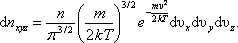 dn_{xyz} = \frac{n}{\pi^{3/2}} \left( \frac{m}{2kT} \right)^{3/2} e^{-\frac{mv^2}{2kT}} dv_x dv_y dv_z.